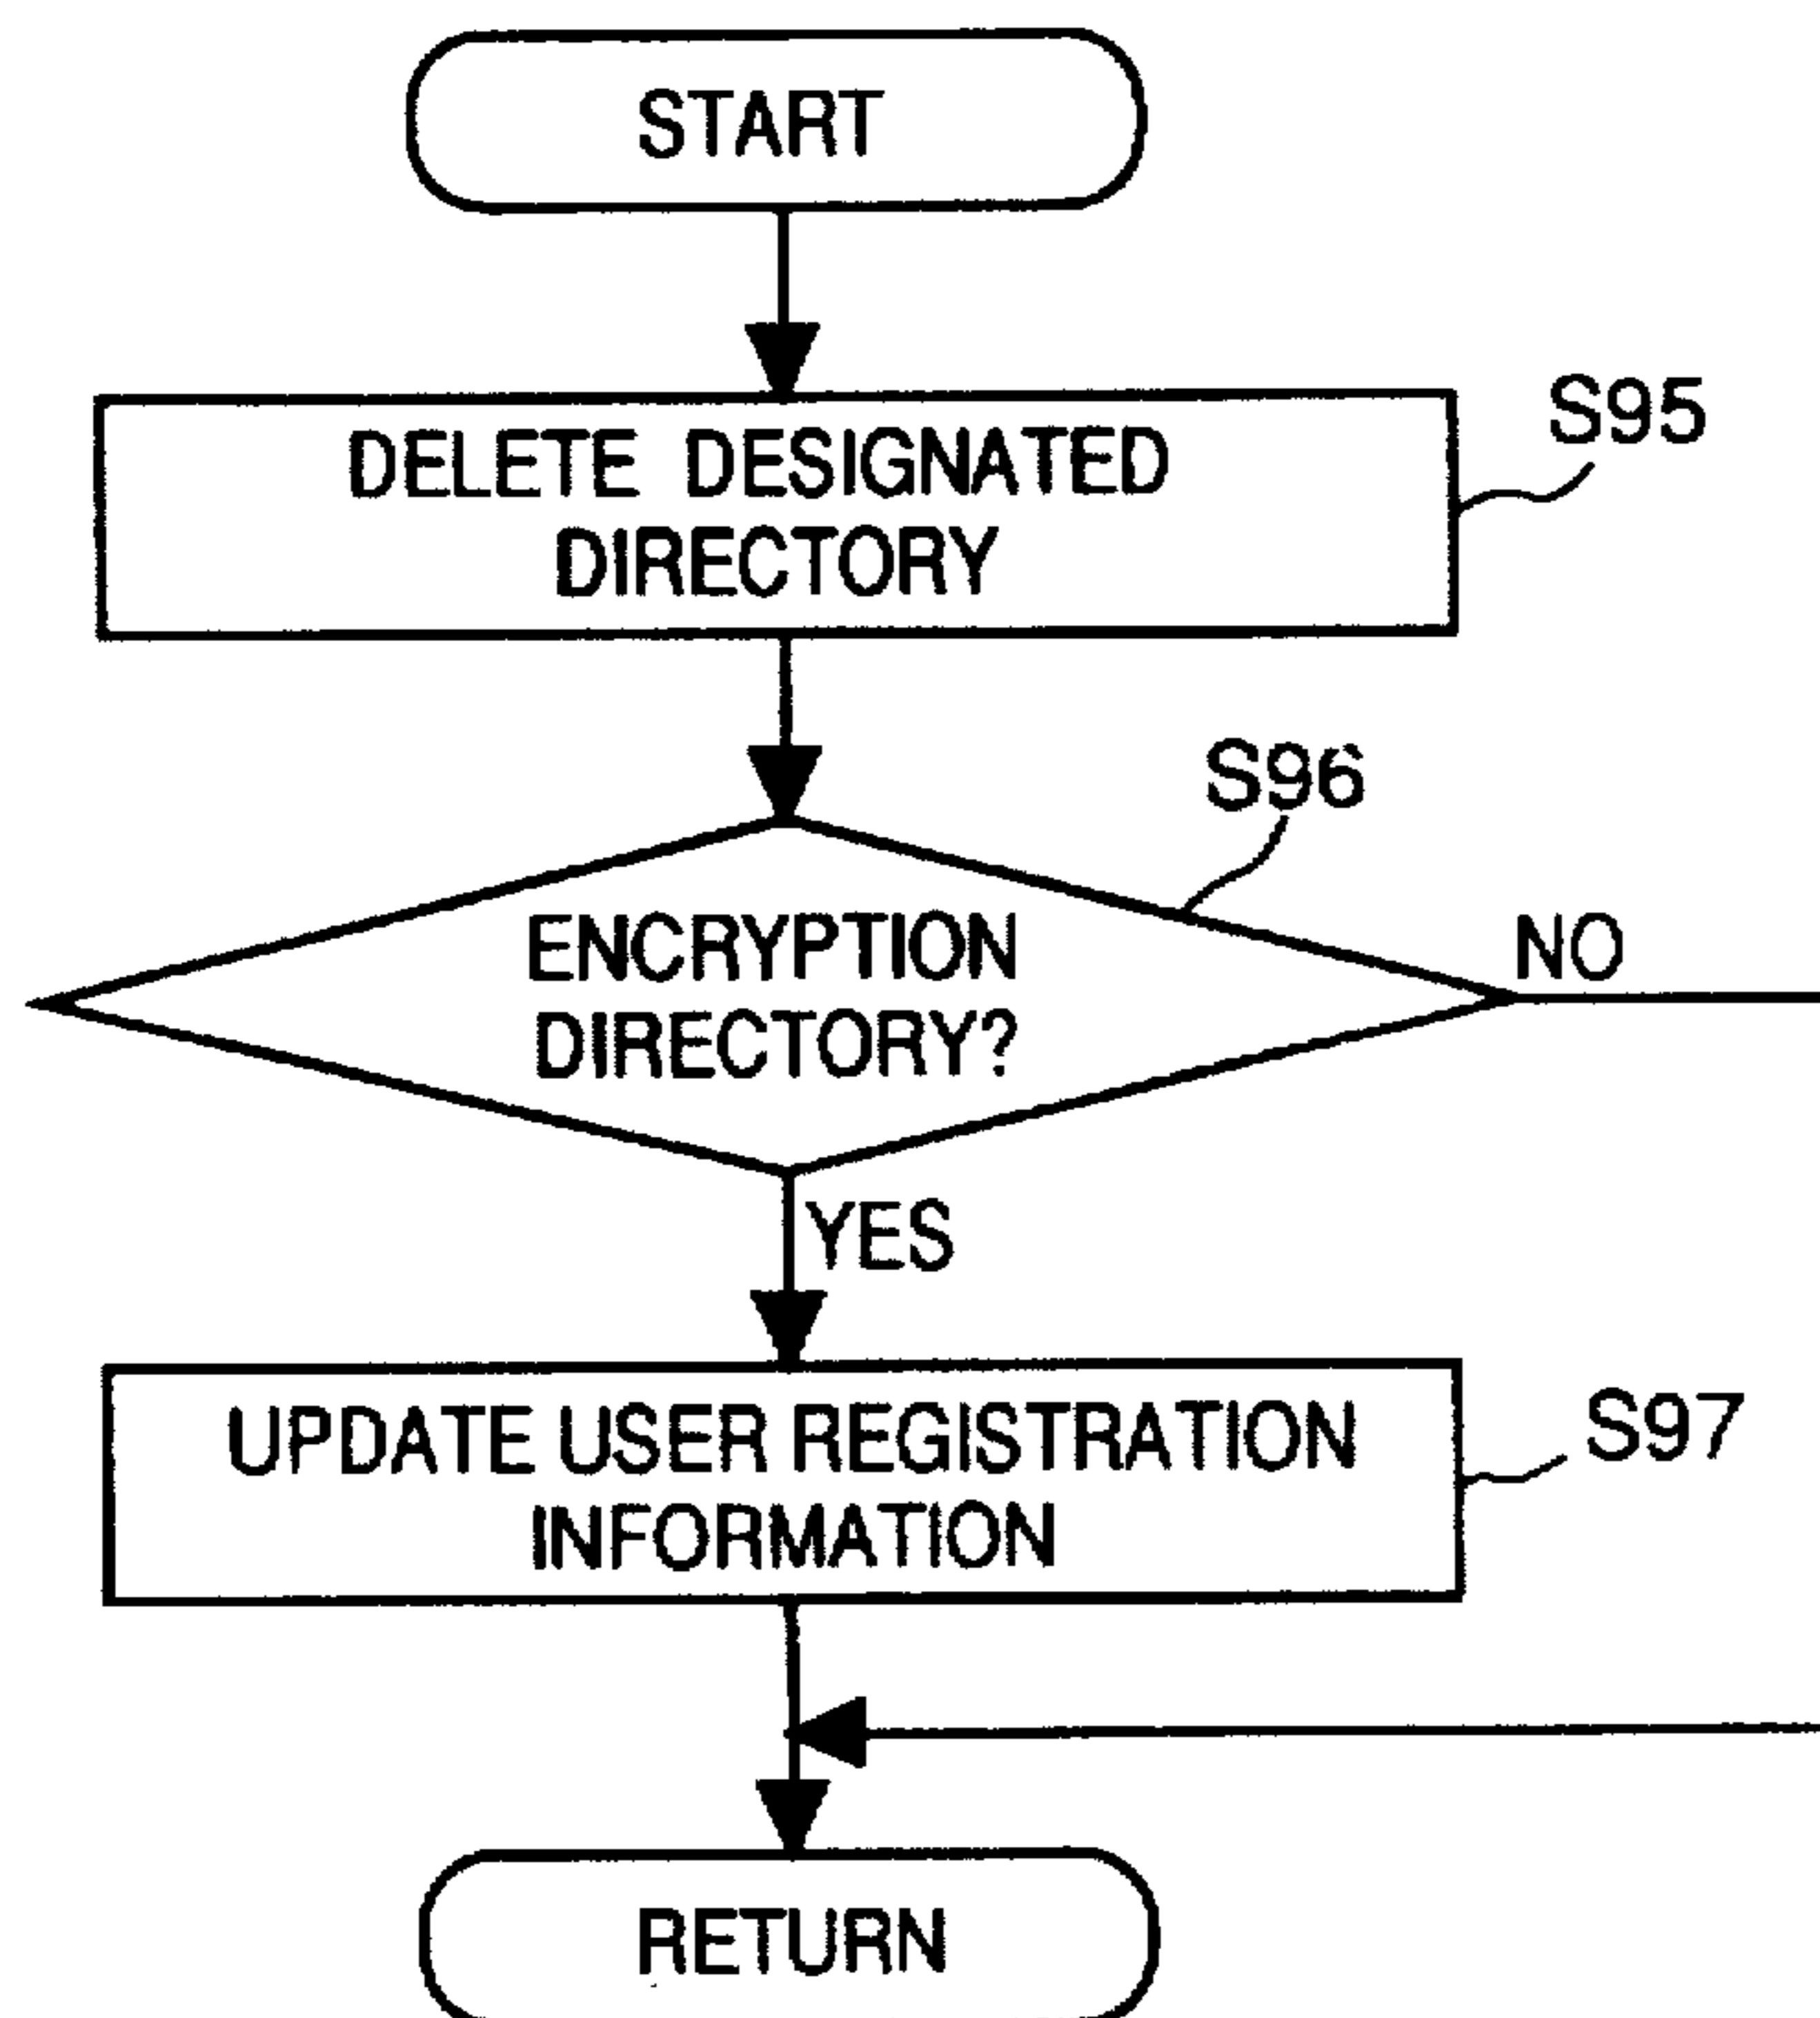 START
DELETE DESIGNATED
DIRECTORY
S95
S96
ENCRYPTION
DIRECTORY?
NO
YES
UPDATE USER REGISTRATION
INFORMATION
S97
RETURN